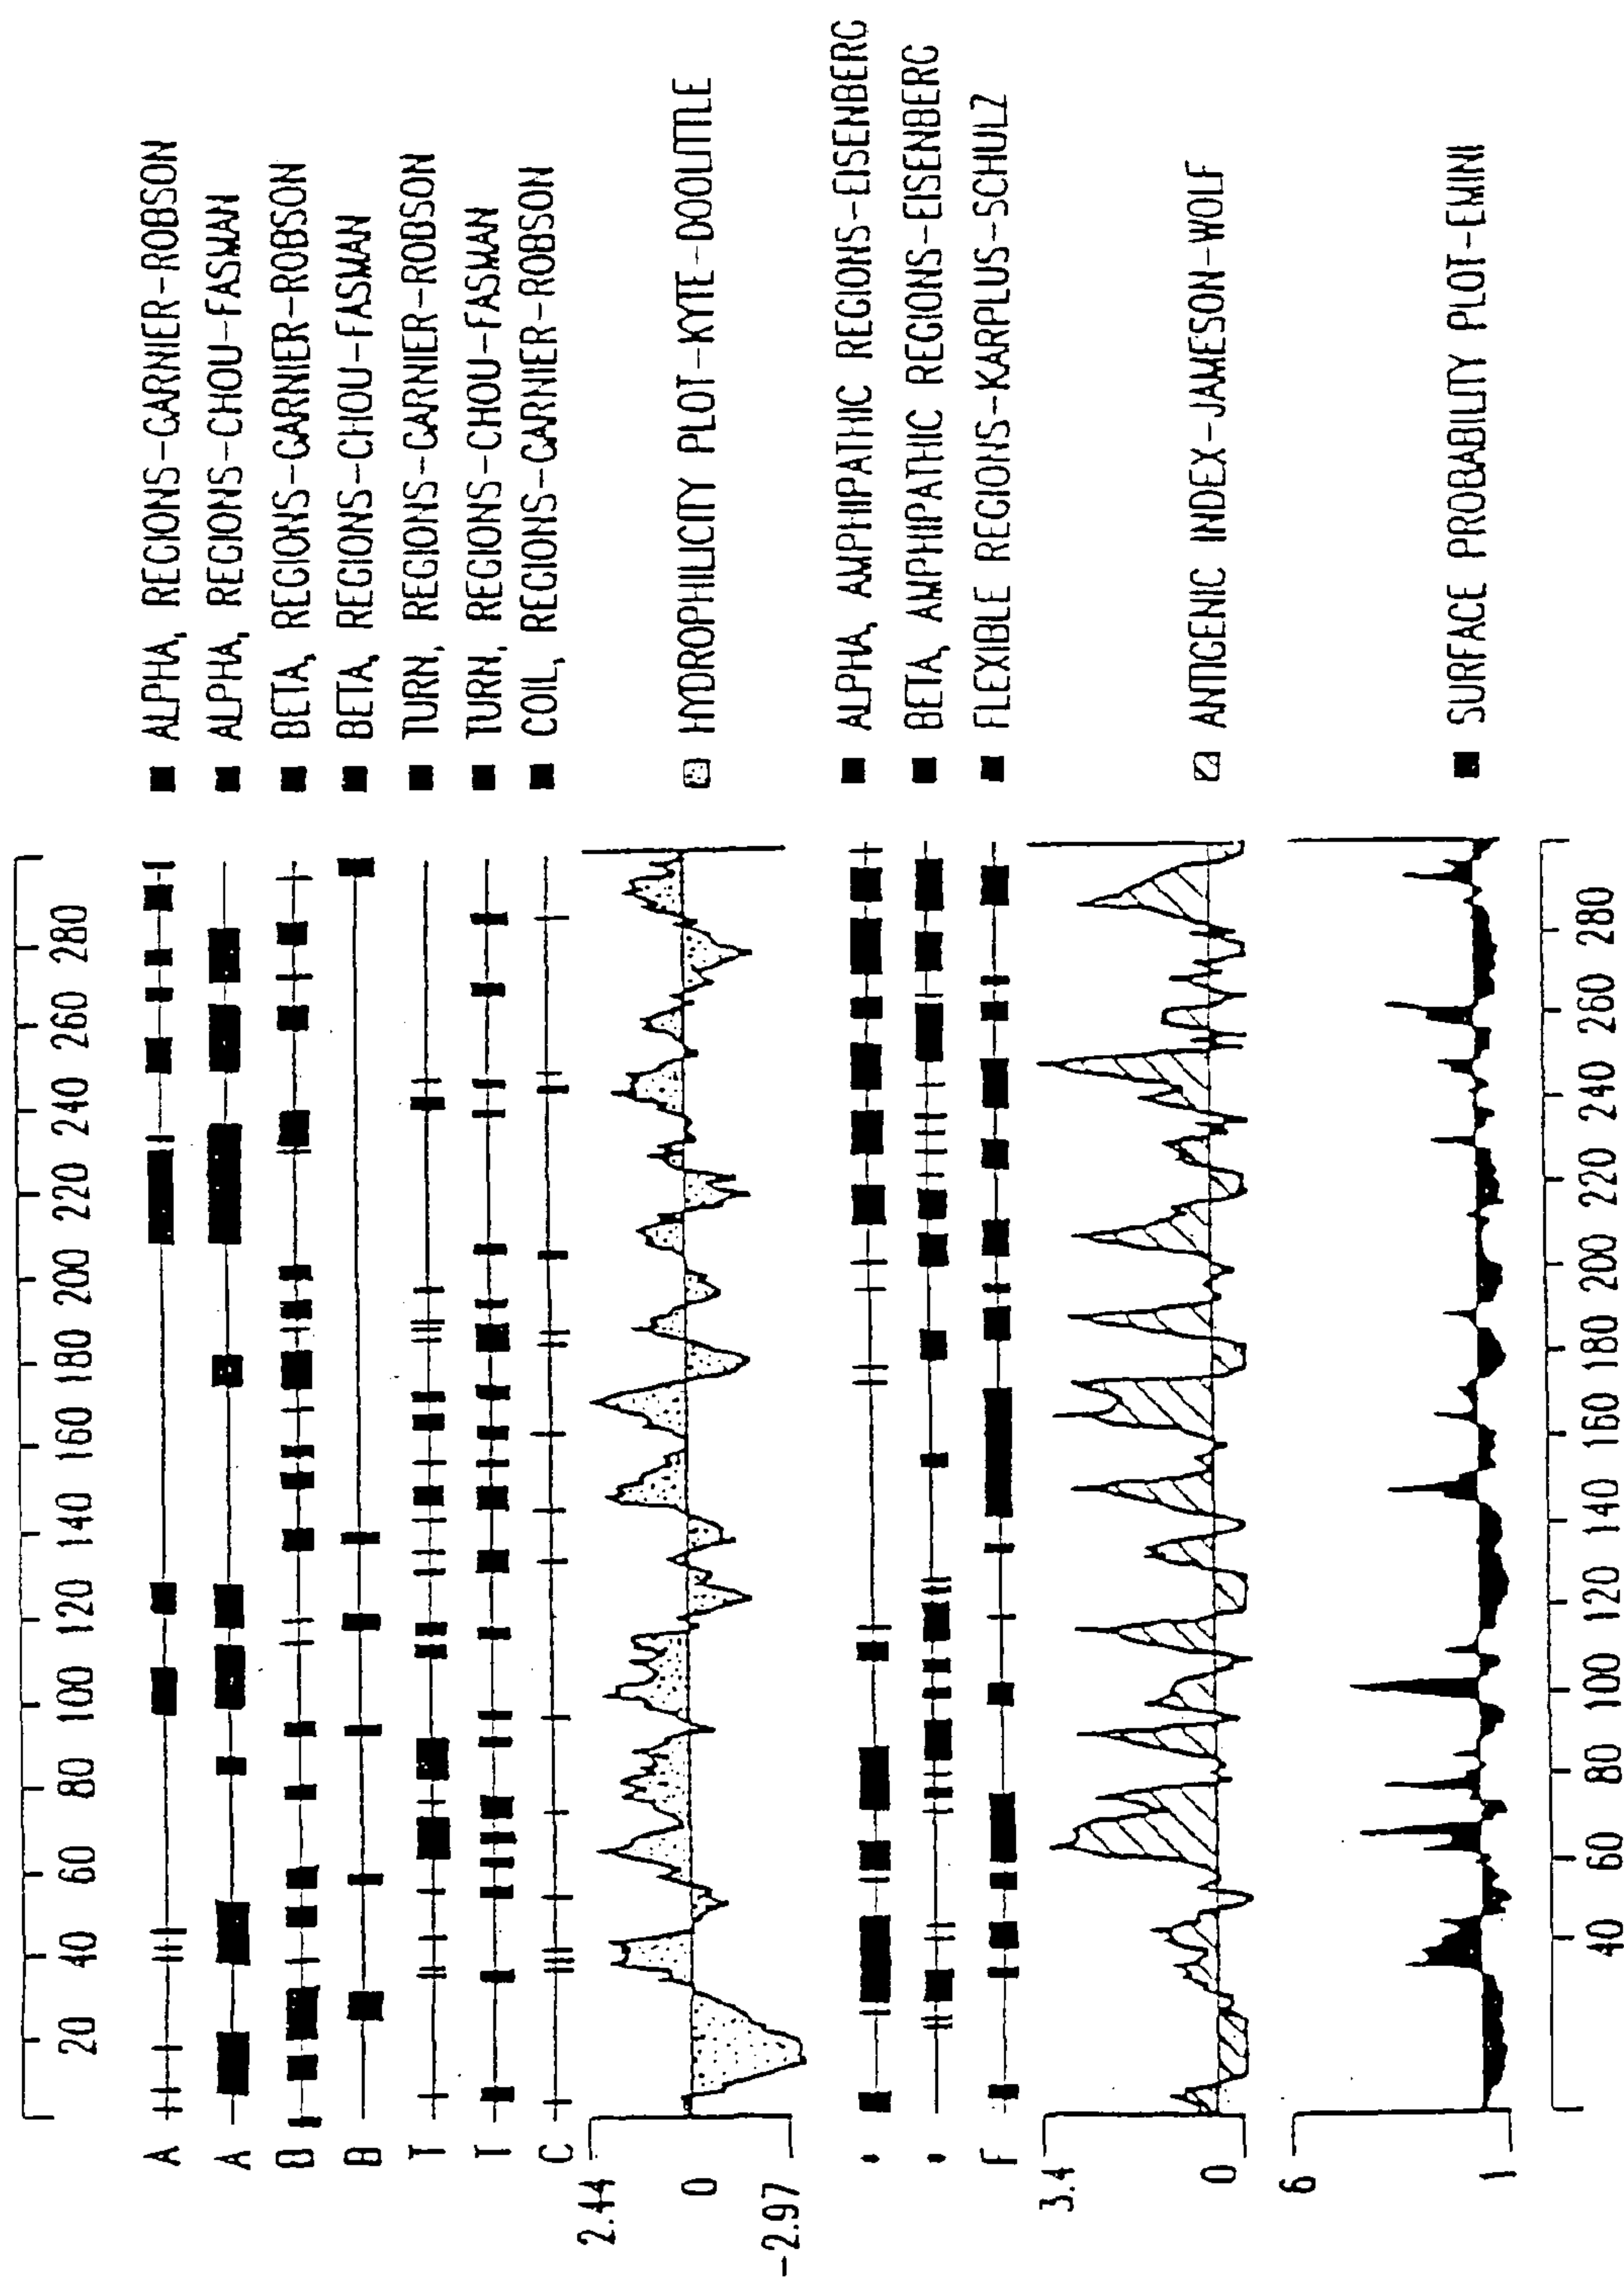 20 40 60 80 100 120 140 160 180 200 220 240 260 280
A ALPHA, REGIONS-GARNIER-ROBSON
A ALPHA, REGIONS-CHOU-FASMAN
B BETA, REGIONS-GARNIER-ROBSON
B BETA, REGIONS-CHOU-FASMAN
T TURN, REGIONS-GARNIER-ROBSON
T TURN, REGIONS-CHOU-FASMAN
C COIL, REGIONS-GARNIER-ROBSON
2.44
0
-2.97
HYDROPHILICITY PLOT-KYTE-DOOLITTLE
ALPHA, AMPHIPATHIC REGIONS-EISENBERG
BETA, AMPHIPATHIC REGIONS-EISENBERG
F FLEXIBLE REGIONS-KARPLUS-SCHULZ
3.4
0
ANTIGENIC INDEX-JAMESON-WOLF
6
1
SURFACE PROBABILITY PLOT-EMINI
40 60 80 100 120 140 160 180 200 220 240 260 280